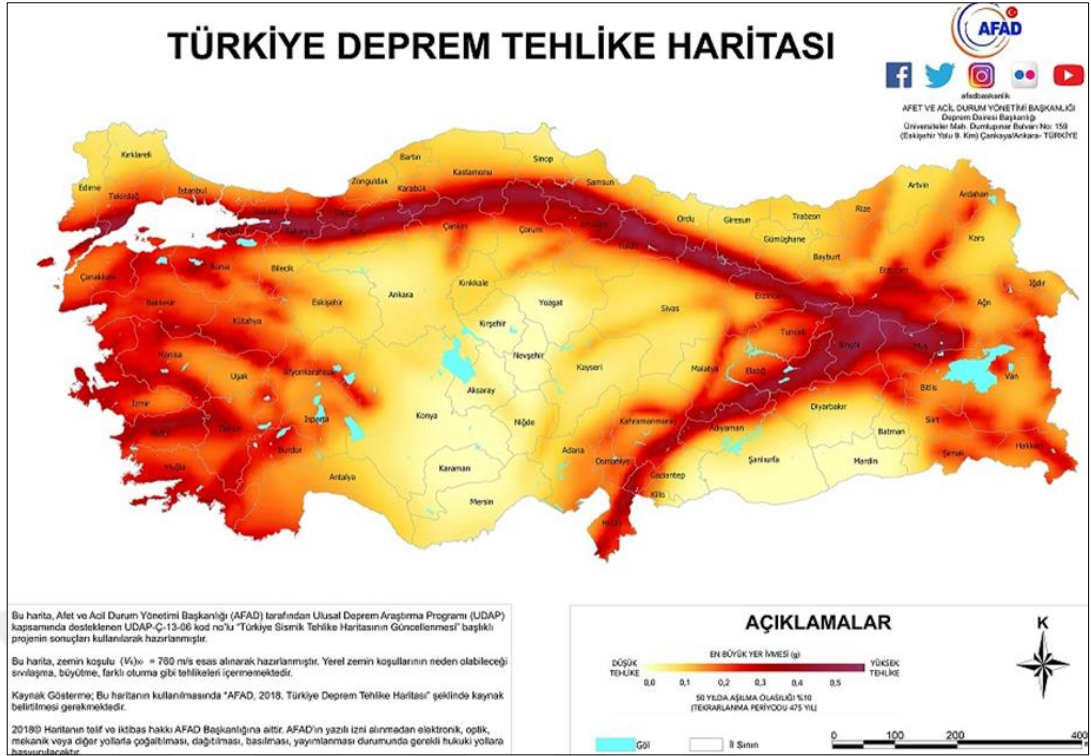 TÜRKİYE DEPREM TEHLİKE HARİTASI
AFAD
afadbaskanlik
AFET VE ACİL DURUM YÖNETİMİ BAŞKANLIĞI
Deprem Dairesi Başkanlığı
Üniversiteler Mah. Dumlupınar Bulvarı No: 159
(Eskişehir Yolu 9. Km) Çankaya/Ankara- TÜRKİYE
Kırklareli
Edirne
Tekirdağ
İstanbul
Bartın
Zonguldak
Karabük
Kastamonu
Sinop
Samsun
Ordu
Giresun
Trabzon
Rize
Artvin
Ardahan
Kars
Gümüşhane
Bayburt
Erzurum
Iğdır
Ağrı
Çanakkale
Bursa
Bilecik
Sakarya
Balıkesir
Kütahya
Eskişehir
Ankara
Çankırı
Çorum
Kırıkkale
Yozgat
Tokat
Sivas
Erzincan
Tunceli
Bingöl
Muş
Van
Bitlis
Manisa
Uşak
Afyonkarahisar
Kırşehir
Nevşehir
Kayseri
Malatya
Elazığ
Diyarbakır
Batman
Siirt
Hakkari
Şırnak
İzmir
Denizli
Isparta
Burdur
Konya
Aksaray
Niğde
Kahramanmaraş
Adıyaman
Şanlıurfa
Mardin
Muğla
Antalya
Karaman
Mersin
Adana
Osmaniye
Gaziantep
Kilis
Hatay
Bu harita, Afet ve Acil Durum Yönetimi Başkanlığı (AFAD) tarafından Ulusal Deprem Araştırma Programı (UDAP)
kapsamında desteklenen UDAP-Ç-13-06 kod no'lu "Türkiye Sismik Tehlike Haritasının Güncellenmesi" başlıklı
projenin sonuçları kullanılarak hazırlanmıştır.
Bu harita, zemin koşulu (Vs)30 = 760 m/s esas alınarak hazırlanmıştır. Yerel zemin koşullarının neden olabileceği
sıvılaşma, büyütme, farklı oturma gibi tehlikeleri içermemektedir.
Kaynak Gösterme; Bu haritanın kullanılmasında "AFAD, 2018, Türkiye Deprem Tehlike Haritası" şeklinde kaynak
belirtilmesi gerekmektedir.
2018© Haritanın telif ve iktibas hakkı AFAD Başkanlığına aittir. AFAD'ın yazılı izni alınmadan elektronik, optik,
mekanik veya diğer yollarla çoğaltılması, dağıtılması, basılması, yayımlanması durumunda gerekli hukuki yollara
başvurulacaktır.
AÇIKLAMALAR
EN BÜYÜK YER İVMESİ (g)
DÜŞÜK TEHLİKE
YÜKSEK TEHLİKE
0,0 0,1 0,2 0,3 0,4 0,5
50 YILDA AŞILMA OLASILIĞI %10
(TEKRARLANMA PERİYODU 475 YIL)
Göl
İl Sınırı
K
0 100 200 400